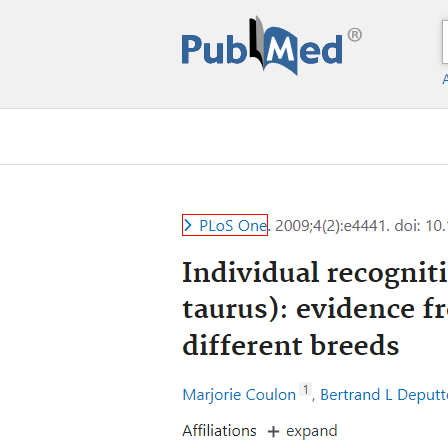 PubMed®
PLoS One. 2009;4(2):e4441. doi: 10.
Individual recogniti
taurus): evidence fr
different breeds
Marjorie Coulon 1, Bertrand L Deputt
Affiliations + expand